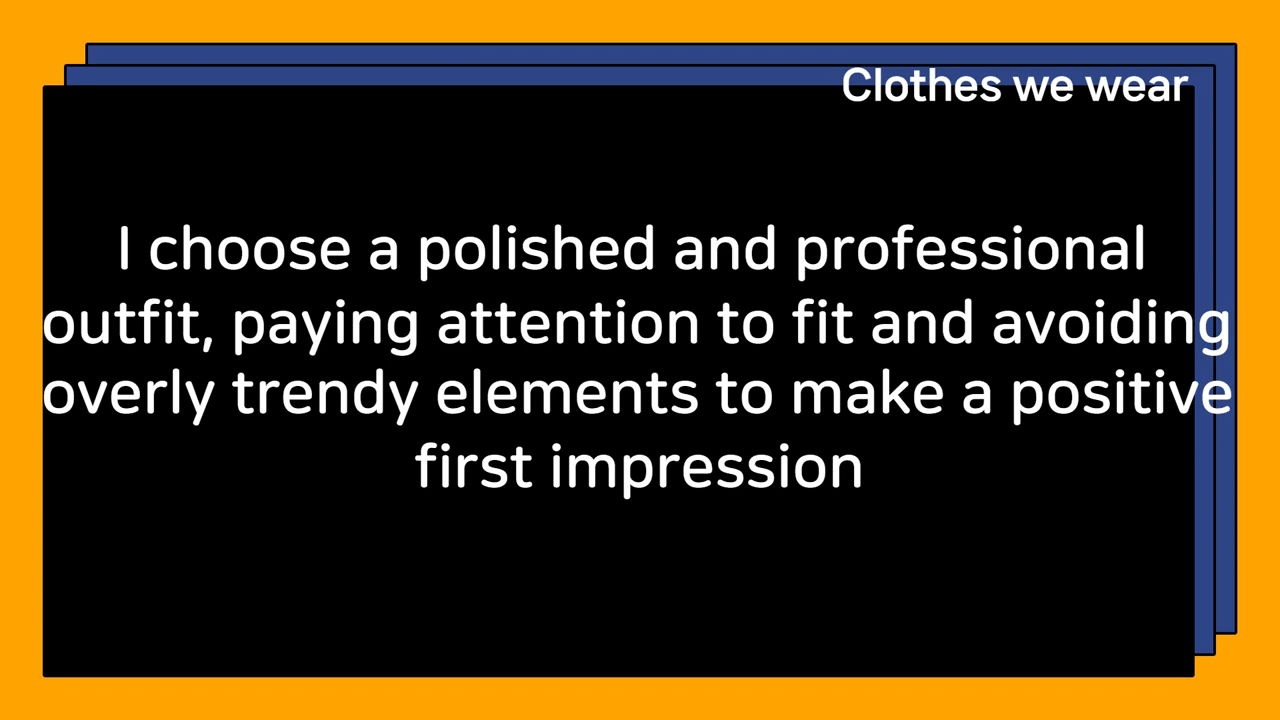 Clothes we wear
I choose a polished and professional
outfit, paying attention to fit and avoiding
overly trendy elements to make a positive
first impression